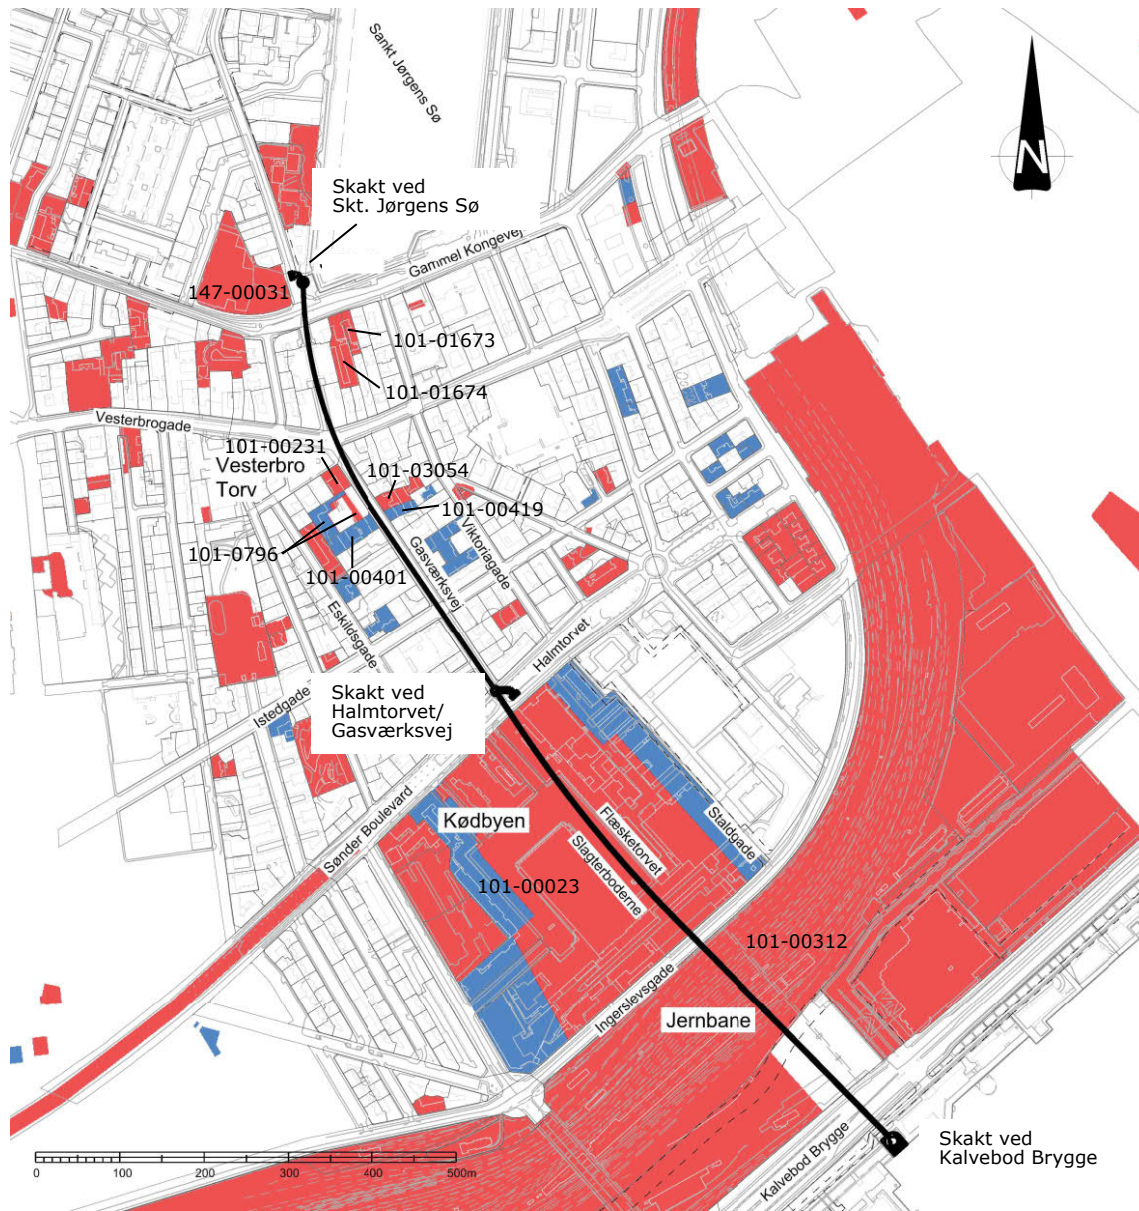 Sankt Jørgens Sø
N
Skakt ved
Skt. Jørgens Sø
Gammel Kongevej
147-00031
101-01673
101-01674
Vesterbrogade
101-00231
Vesterbro
Torv
101-03054
101-00419
Viktoriagade
101-0796
101-00401
Gasværksvej
Eskildsgade
Halmtorvet
Istedgade
Skakt ved
Halmtorvet/
Gasværksvej
Sønder Boulevard
Kødbyen
Flæsketorvet
Staldgade
Slagterboderne
101-00023
101-00312
Ingerslevsgade
Jernbane
Kalvebod Brygge
Skakt ved
Kalvebod Brygge
0 100 200 300 400 500m